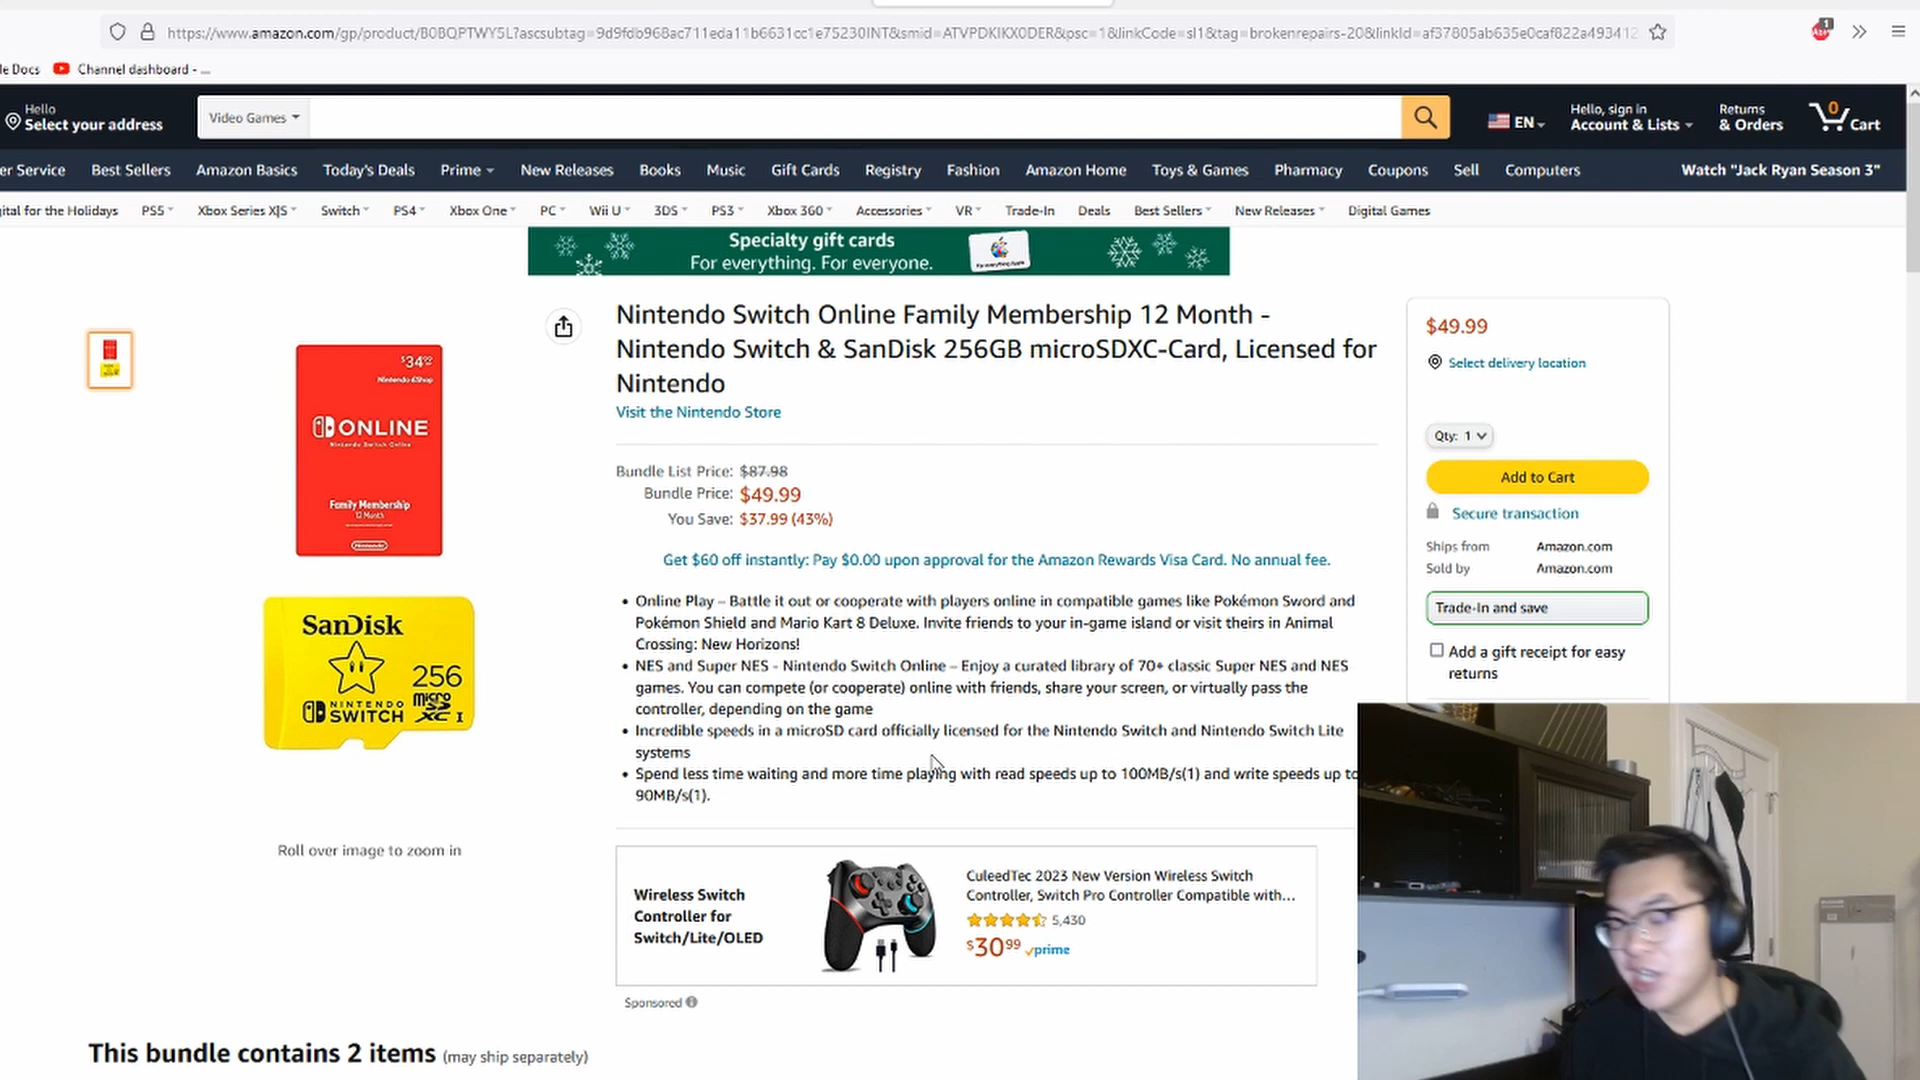 https://www.amazon.com/gp/product/B0BQPTWY5L?ascsubtag=9d9fdb968ac711eda11b6631cc1e75230INT&smid=ATVPDKIKX0DER&psc=1&linkCode=sl1&tag=brokenrepairs-20&linkId=af37805ab635e0caf822a493412
le Docs Channel dashboard - ...
Hello
Select your address
Video Games
EN
Hello, sign in
Account & Lists
Returns
& Orders
0
Cart
er Service Best Sellers Amazon Basics Today's Deals Prime New Releases Books Music Gift Cards Registry Fashion Amazon Home Toys & Games Pharmacy Coupons Sell Computers Watch "Jack Ryan Season 3"
gital for the Holidays PS5 Xbox Series X|S Switch PS4 Xbox One PC Wii U 3DS PS3 Xbox 360 Accessories VR Trade-In Deals Best Sellers New Releases Digital Games
Specialty gift cards
For everything. For everyone.
Nintendo Switch Online Family Membership 12 Month -
Nintendo Switch & SanDisk 256GB microSDXC-Card, Licensed for
Nintendo
Visit the Nintendo Store
Bundle List Price: $87.98
Bundle Price: $49.99
You Save: $37.99 (43%)
Get $60 off instantly: Pay $0.00 upon approval for the Amazon Rewards Visa Card. No annual fee.
• Online Play – Battle it out or cooperate with players online in compatible games like Pokémon Sword and
Pokémon Shield and Mario Kart 8 Deluxe. Invite friends to your in-game island or visit theirs in Animal
Crossing: New Horizons!
• NES and Super NES - Nintendo Switch Online – Enjoy a curated library of 70+ classic Super NES and NES
games. You can compete (or cooperate) online with friends, share your screen, or virtually pass the
controller, depending on the game
• Incredible speeds in a microSD card officially licensed for the Nintendo Switch and Nintendo Switch Lite
systems
• Spend less time waiting and more time playing with read speeds up to 100MB/s(1) and write speeds up to
90MB/s(1).
$34.99
Nintendo eShop
ONLINE
Nintendo Switch Online
Family Membership
12 Month
Nintendo
SanDisk
256
NINTENDO
SWITCH
micro
SD
XC I
Roll over image to zoom in
$49.99
Select delivery location
Qty: 1
Add to Cart
Secure transaction
Ships from Amazon.com
Sold by Amazon.com
Trade-In and save
Add a gift receipt for easy
returns
Wireless Switch
Controller for
Switch/Lite/OLED
CuleedTec 2023 New Version Wireless Switch
Controller, Switch Pro Controller Compatible with...
5,430
$30.99 prime
Sponsored
This bundle contains 2 items (may ship separately)